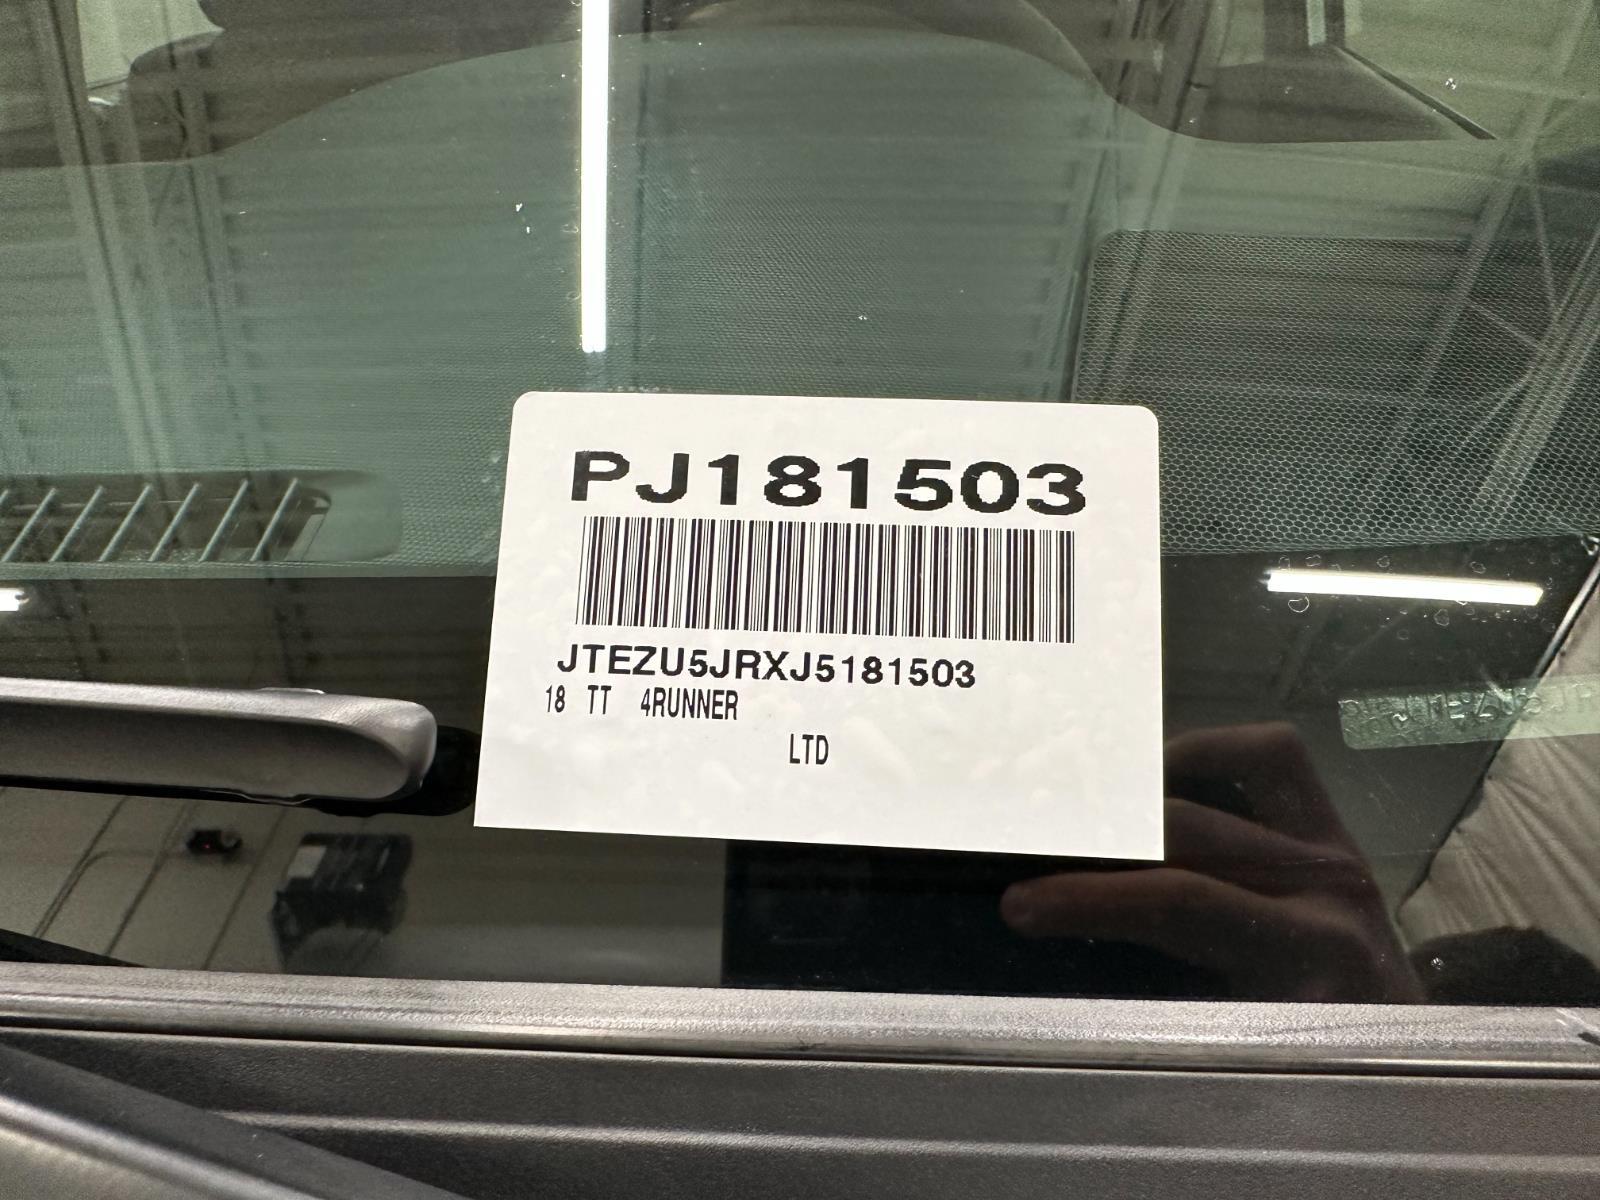 PJ181503
JTEZU5JRXJ5181503
18 TT 4RUNNER
LTD